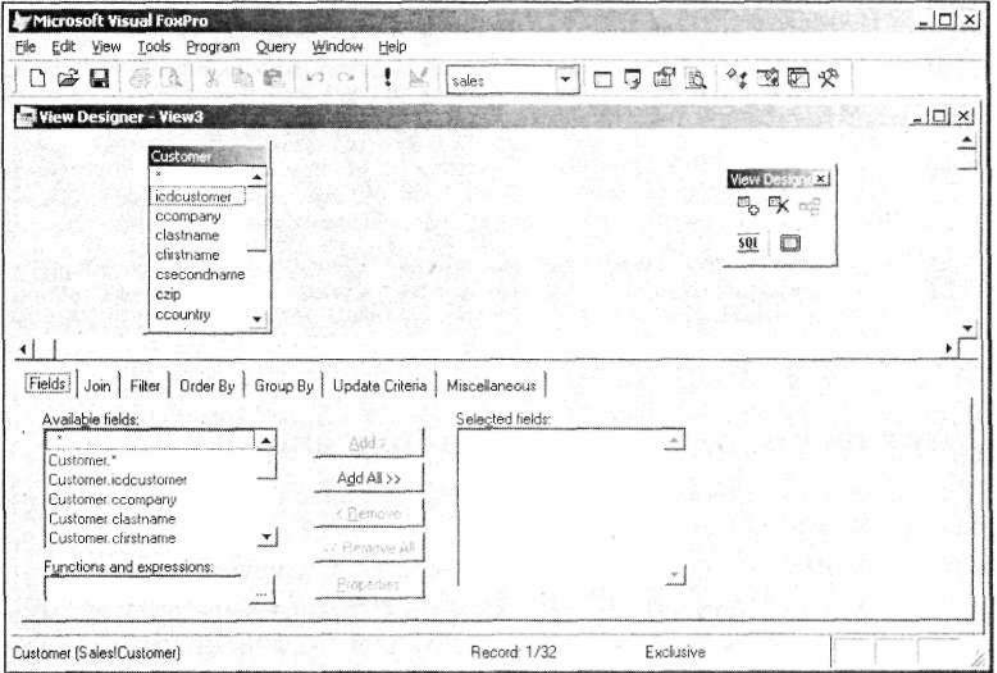 Microsoft Visual FoxPro
File Edit View Tools Program Query Window Help
sales
View Designer - View3
Customer
*
icdcustomer
ccompany
clastname
cfirstname
csecondname
czip
ccountry
View Designe
SQL
Fields Join Filter Order By Group By Update Criteria Miscellaneous
Available fields:
*
Customer.*
Customer.icdcustomer
Customer.ccompany
Customer.clastname
Customer.cfirstname
Functions and expressions:
...
Add >
Add All >>
< Remove
<< Remove All
Properties
Selected fields:
Customer (Sales!Customer)
Record: 1/32
Exclusive